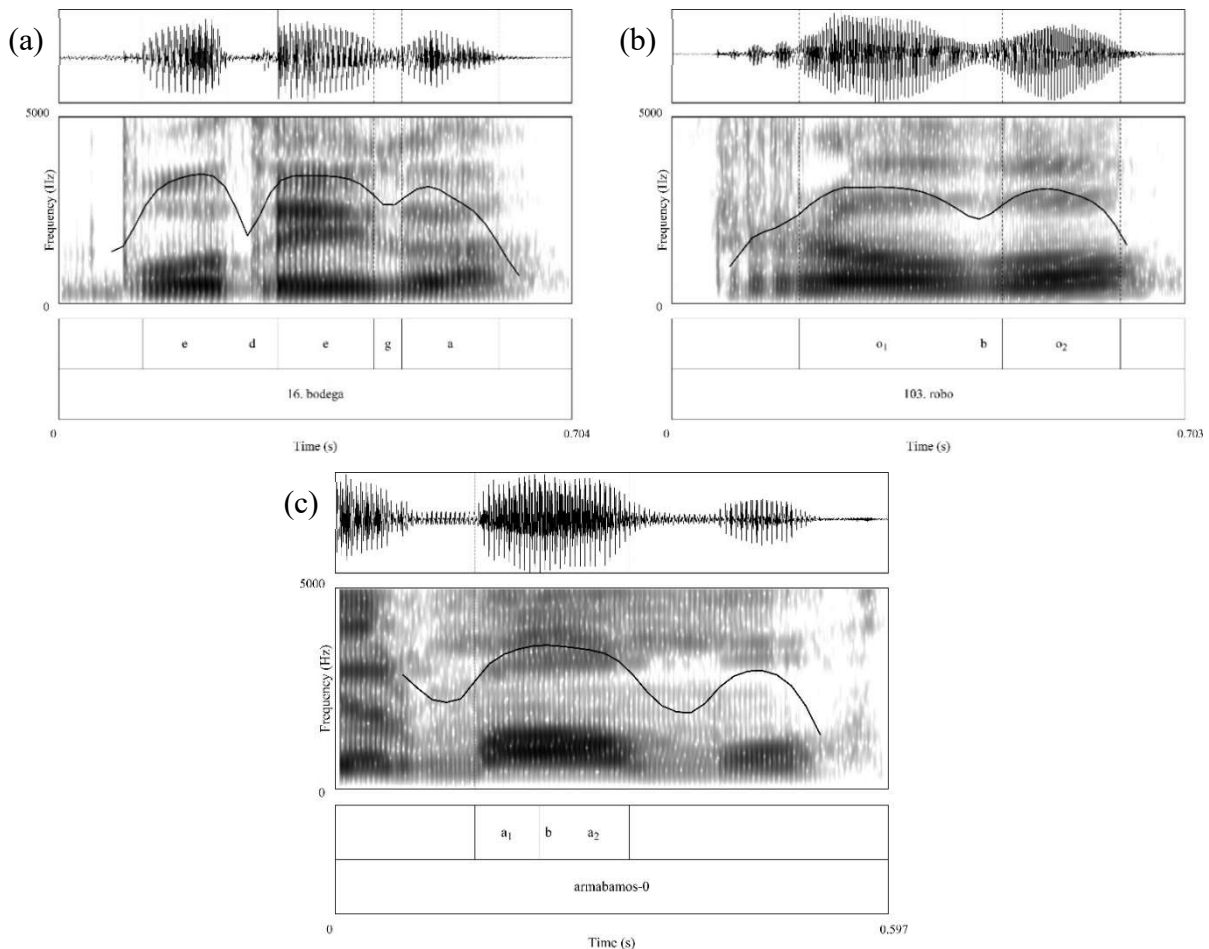 (a)
5000
Frequency (Hz)
0
e d e g a
16. bodega
0 0.704
Time (s)
(b)
5000
Frequency (Hz)
0
o₁ b o₂
103. robo
0 0.703
Time (s)
(c)
5000
Frequency (Hz)
0
a₁ b a₂
armabamos-0
0 0.597
Time (s)